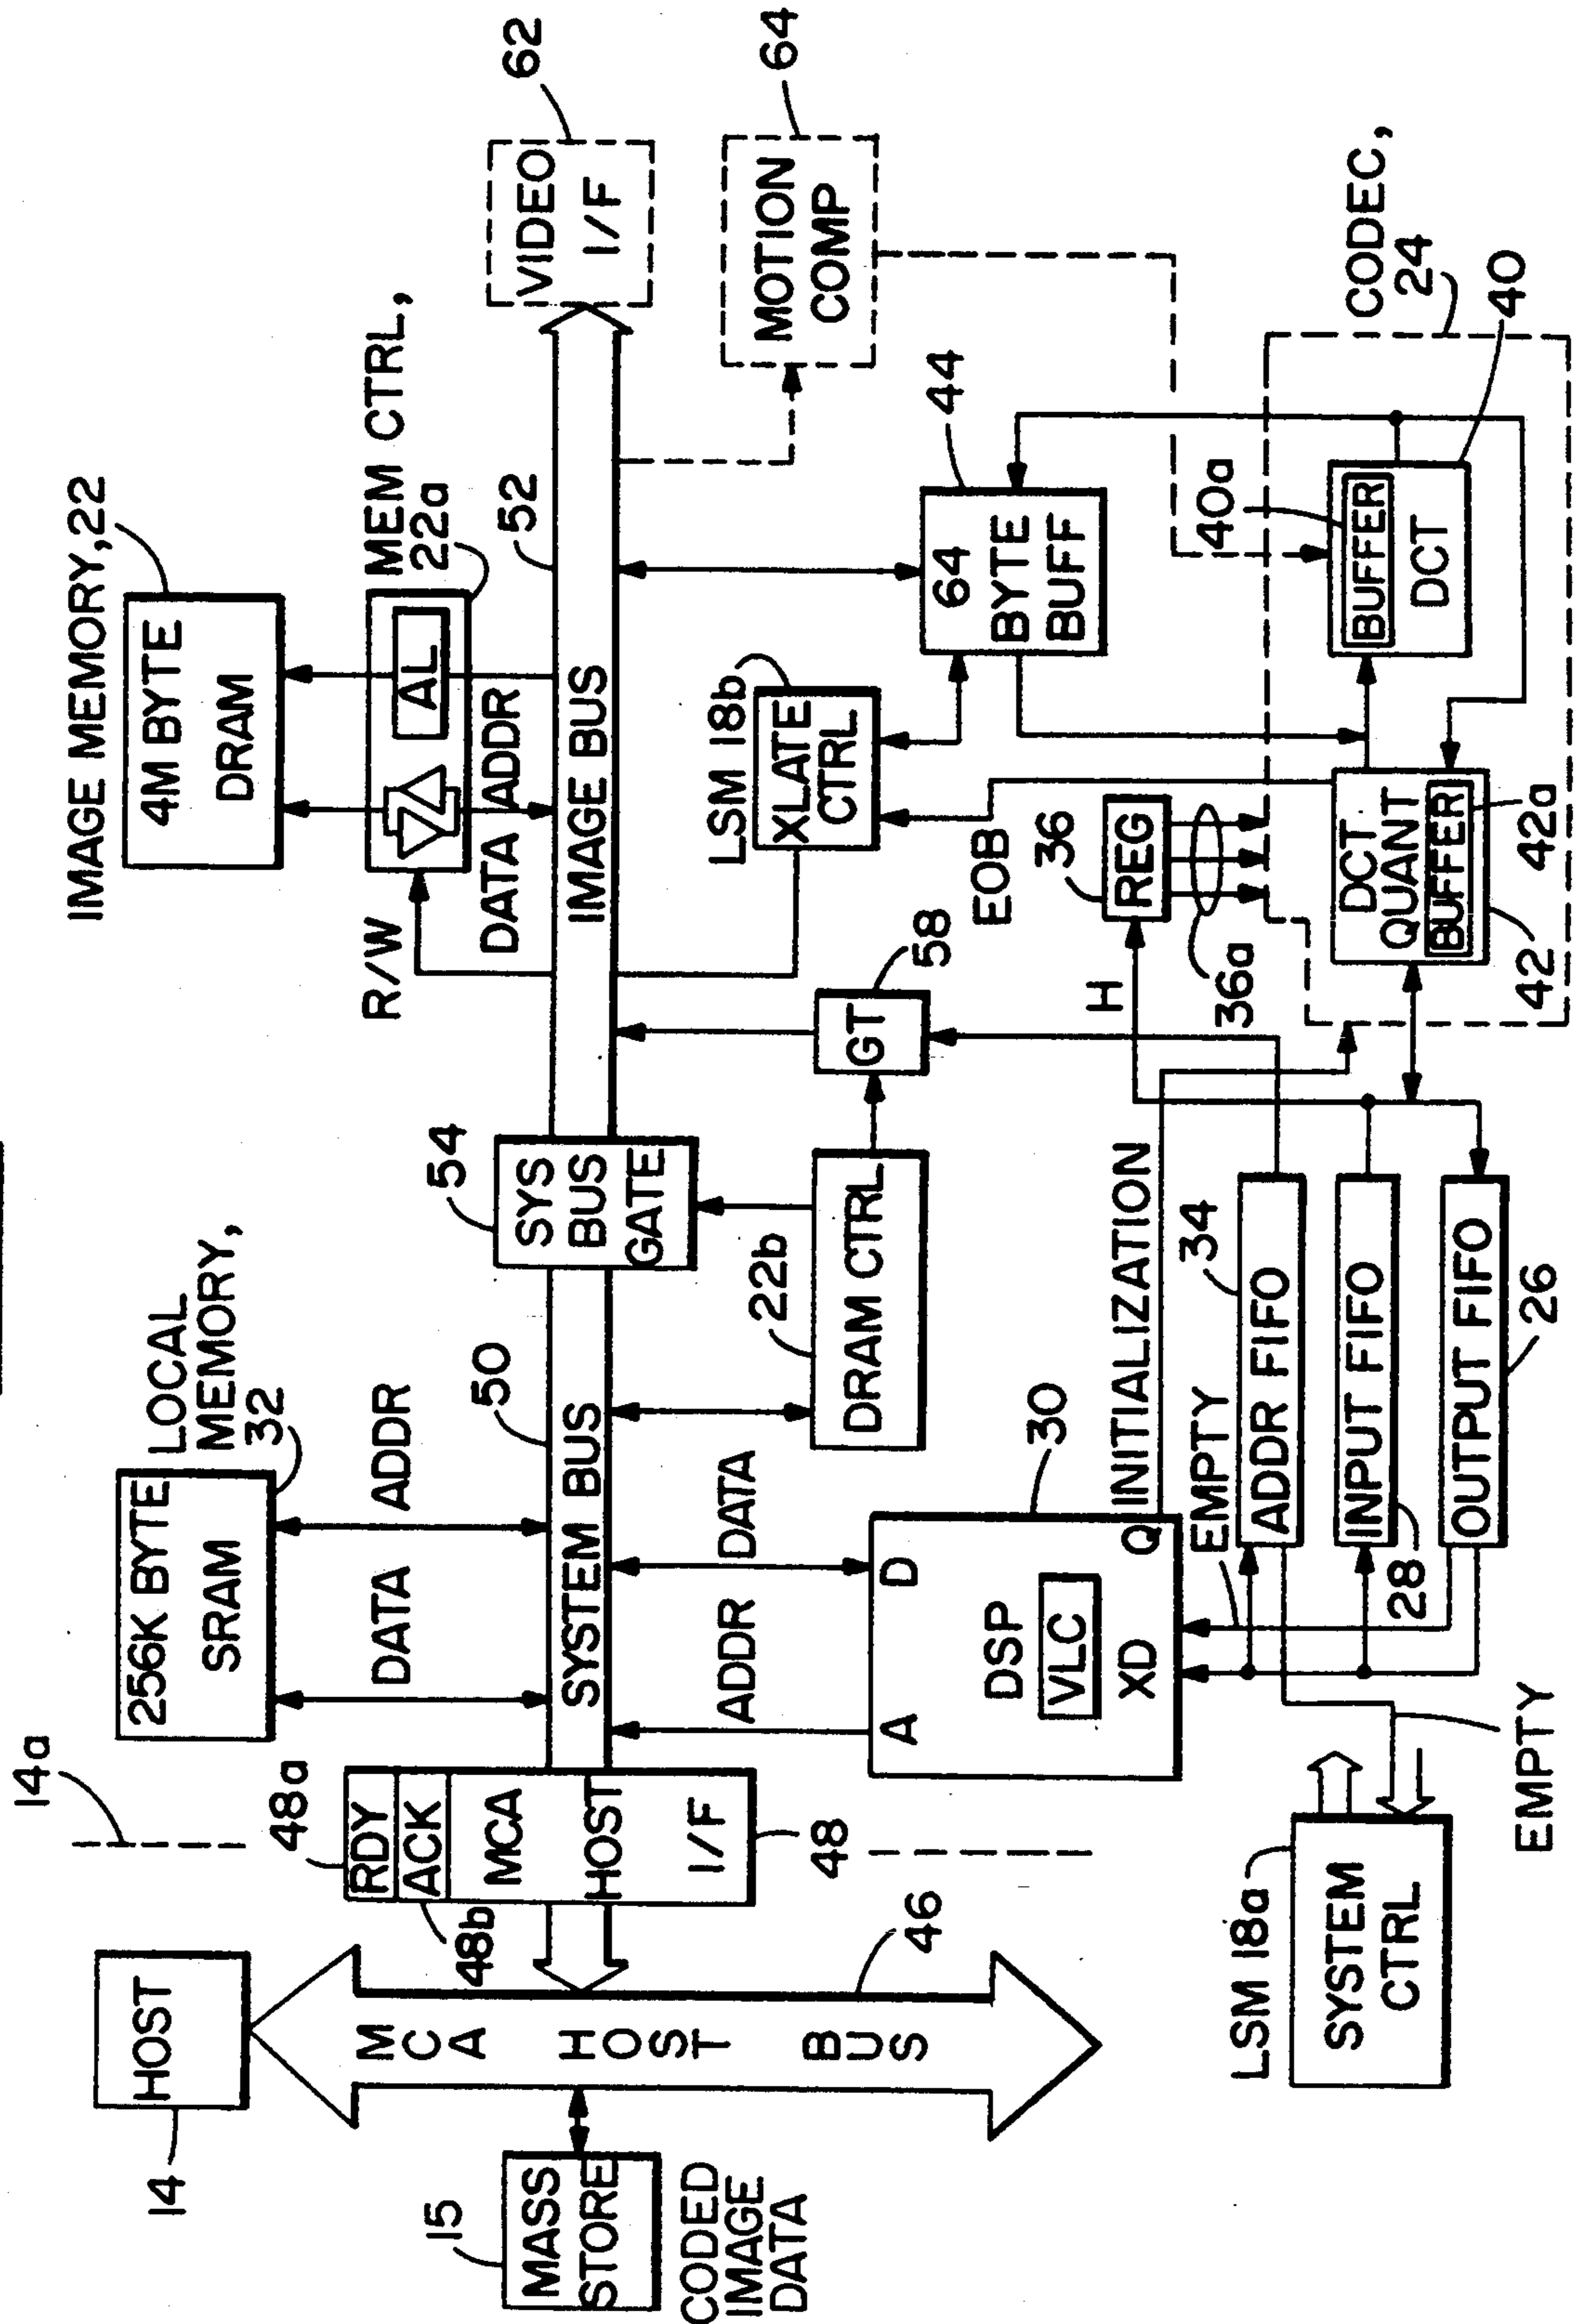 IMAGE MEMORY,22
4M BYTE
DRAM
MEM CTRL,
22a
AL
R/W
DATA
ADDR
52
IMAGE BUS
VIDEO
I/F
62
MOTION
COMP
64
LOCAL
MEMORY,
32
256K BYTE
SRAM
DATA
ADDR
50
SYSTEM BUS
54
SYS
BUS
GATE
14a
HOST
14
48a
RDY
ACK
48b
MCA
HOST
I/F
48
MCA HOST BUS
46
15
MASS
STORE
CODED
IMAGE
DATA
ADDR
DATA
30
A
D
DSP
VLC
XD
Q
INITIALIZATION
22b
DRAM CTRL
GT
58
LSM 18b
XLATE
CTRL
44
64
BYTE
BUFF
EOB
36
REG
36a
H
CODEC,
24
40a
BUFFER
DCT
40
DCT
QUANT
BUFFER
42a
42
EMPTY
34
ADDR FIFO
INPUT FIFO
28
OUTPUT FIFO
26
LSM 18a
SYSTEM
CTRL
EMPTY